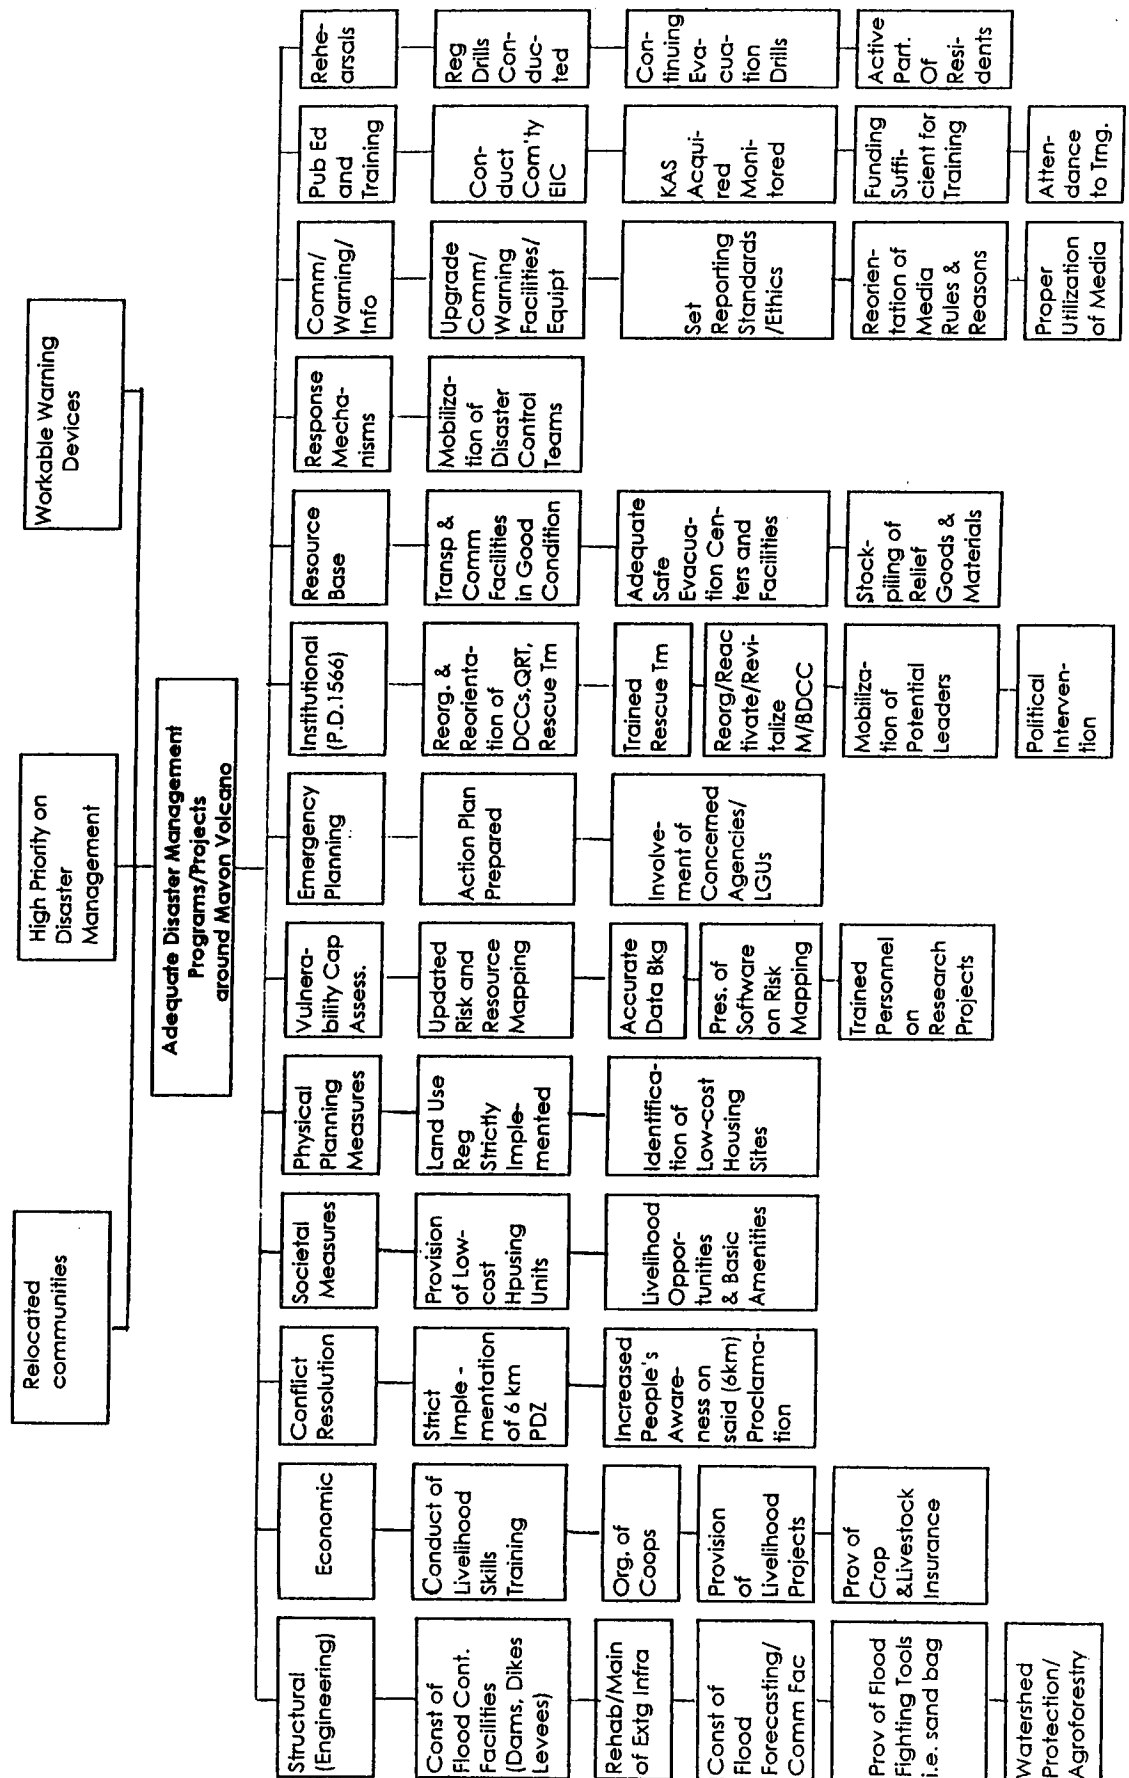 Relocated
communities
High Priority on
Disaster
Management
Workable Warning
Devices
Adequate Disaster Management
Programs/Projects
around Mavon Volcano
Structural
(Engineering)
Const of
Flood Cont.
Facilities
(Dams, Dikes
Levees)
Rehab/Main
of Extg Infra
Const of
Flood
Forecasting/
Comm Fac
Prov of Flood
Fighting Tools
i.e. sand bag
Watershed
Protection/
Agroforestry
Economic
Conduct of
Livelihood
Skills
Training
Org. of
Coops
Provision
of
Livelihood
Projects
Prov of
Crop
&Livestock
Insurance
Conflict
Resolution
Strict
Imple -
mentation
of 6 km
PDZ
Increased
People's
Aware-
ness on
said (6km)
Proclama-
tion
Societal
Measures
Provision
of Low-
cost
Hpusing
Units
Livelihood
Oppor-
tunities
& Basic
Amenities
Physical
Planning
Measures
Land Use
Reg
Strictly
Imple-
mented
Identifica-
tion of
Low-cost
Housing
Sites
Vulnera-
bility Cap
Assess.
Updated
Risk and
Resource
Mapping
Accurate
Data Bkg
Pres. of
Software
on Risk
Mapping
Trained
Personnel
on
Research
Projects
Emergency
Planning
Action Plan
Prepared
Involve-
ment of
Concerned
Agencies/
LGUs
Institutional
(P.D.1566)
Reorg. &
Reorienta-
tion of
DCCs,QRT,
Rescue Tm
Trained
Rescue Tm
Reorg/Reac
tivate/Revi-
talize
M/BDCC
Mobiliza-
tion of
Potential
Leaders
Political
Interven-
tion
Resource
Base
Transp &
Comm
Facilities
in Good
Condition
Adequate
Safe
Evacua-
tion Cen-
ters and
Facilities
Stock-
piling of
Relief
Goods &
Materials
Response
Mecha-
nisms
Mobiliza-
tion of
Disaster
Control
Teams
Comm/
Warning/
Info
Upgrade
Comm/
Warning
Facilities/
Equipt
Set
Reporting
Standards
/Ethics
Reorien-
tation of
Media
Rules &
Reasons
Proper
Utilization
of Media
Pub Ed
and
Training
Con-
duct
Com'ty
EIC
KAS
Acqui-
red
Moni-
tored
Funding
Suffi-
cient for
Training
Atten-
dance
to Trng.
Rehe-
arsals
Reg
Drills
Con-
duc-
ted
Con-
tinuing
Eva-
cua-
tion
Drills
Active
Part.
Of
Resi-
dents